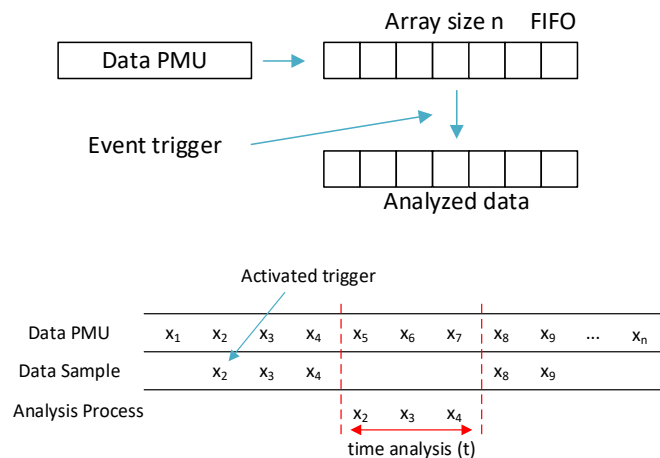 Array size n FIFO
Data PMU
Event trigger
Analyzed data
Activated trigger
Data PMU x₁ x₂ x₃ x₄ x₅ x₆ x₇ x₈ x₉ ... xₙ
Data Sample x₂ x₃ x₄ x₈ x₉
Analysis Process x₂ x₃ x₄
time analysis (t)